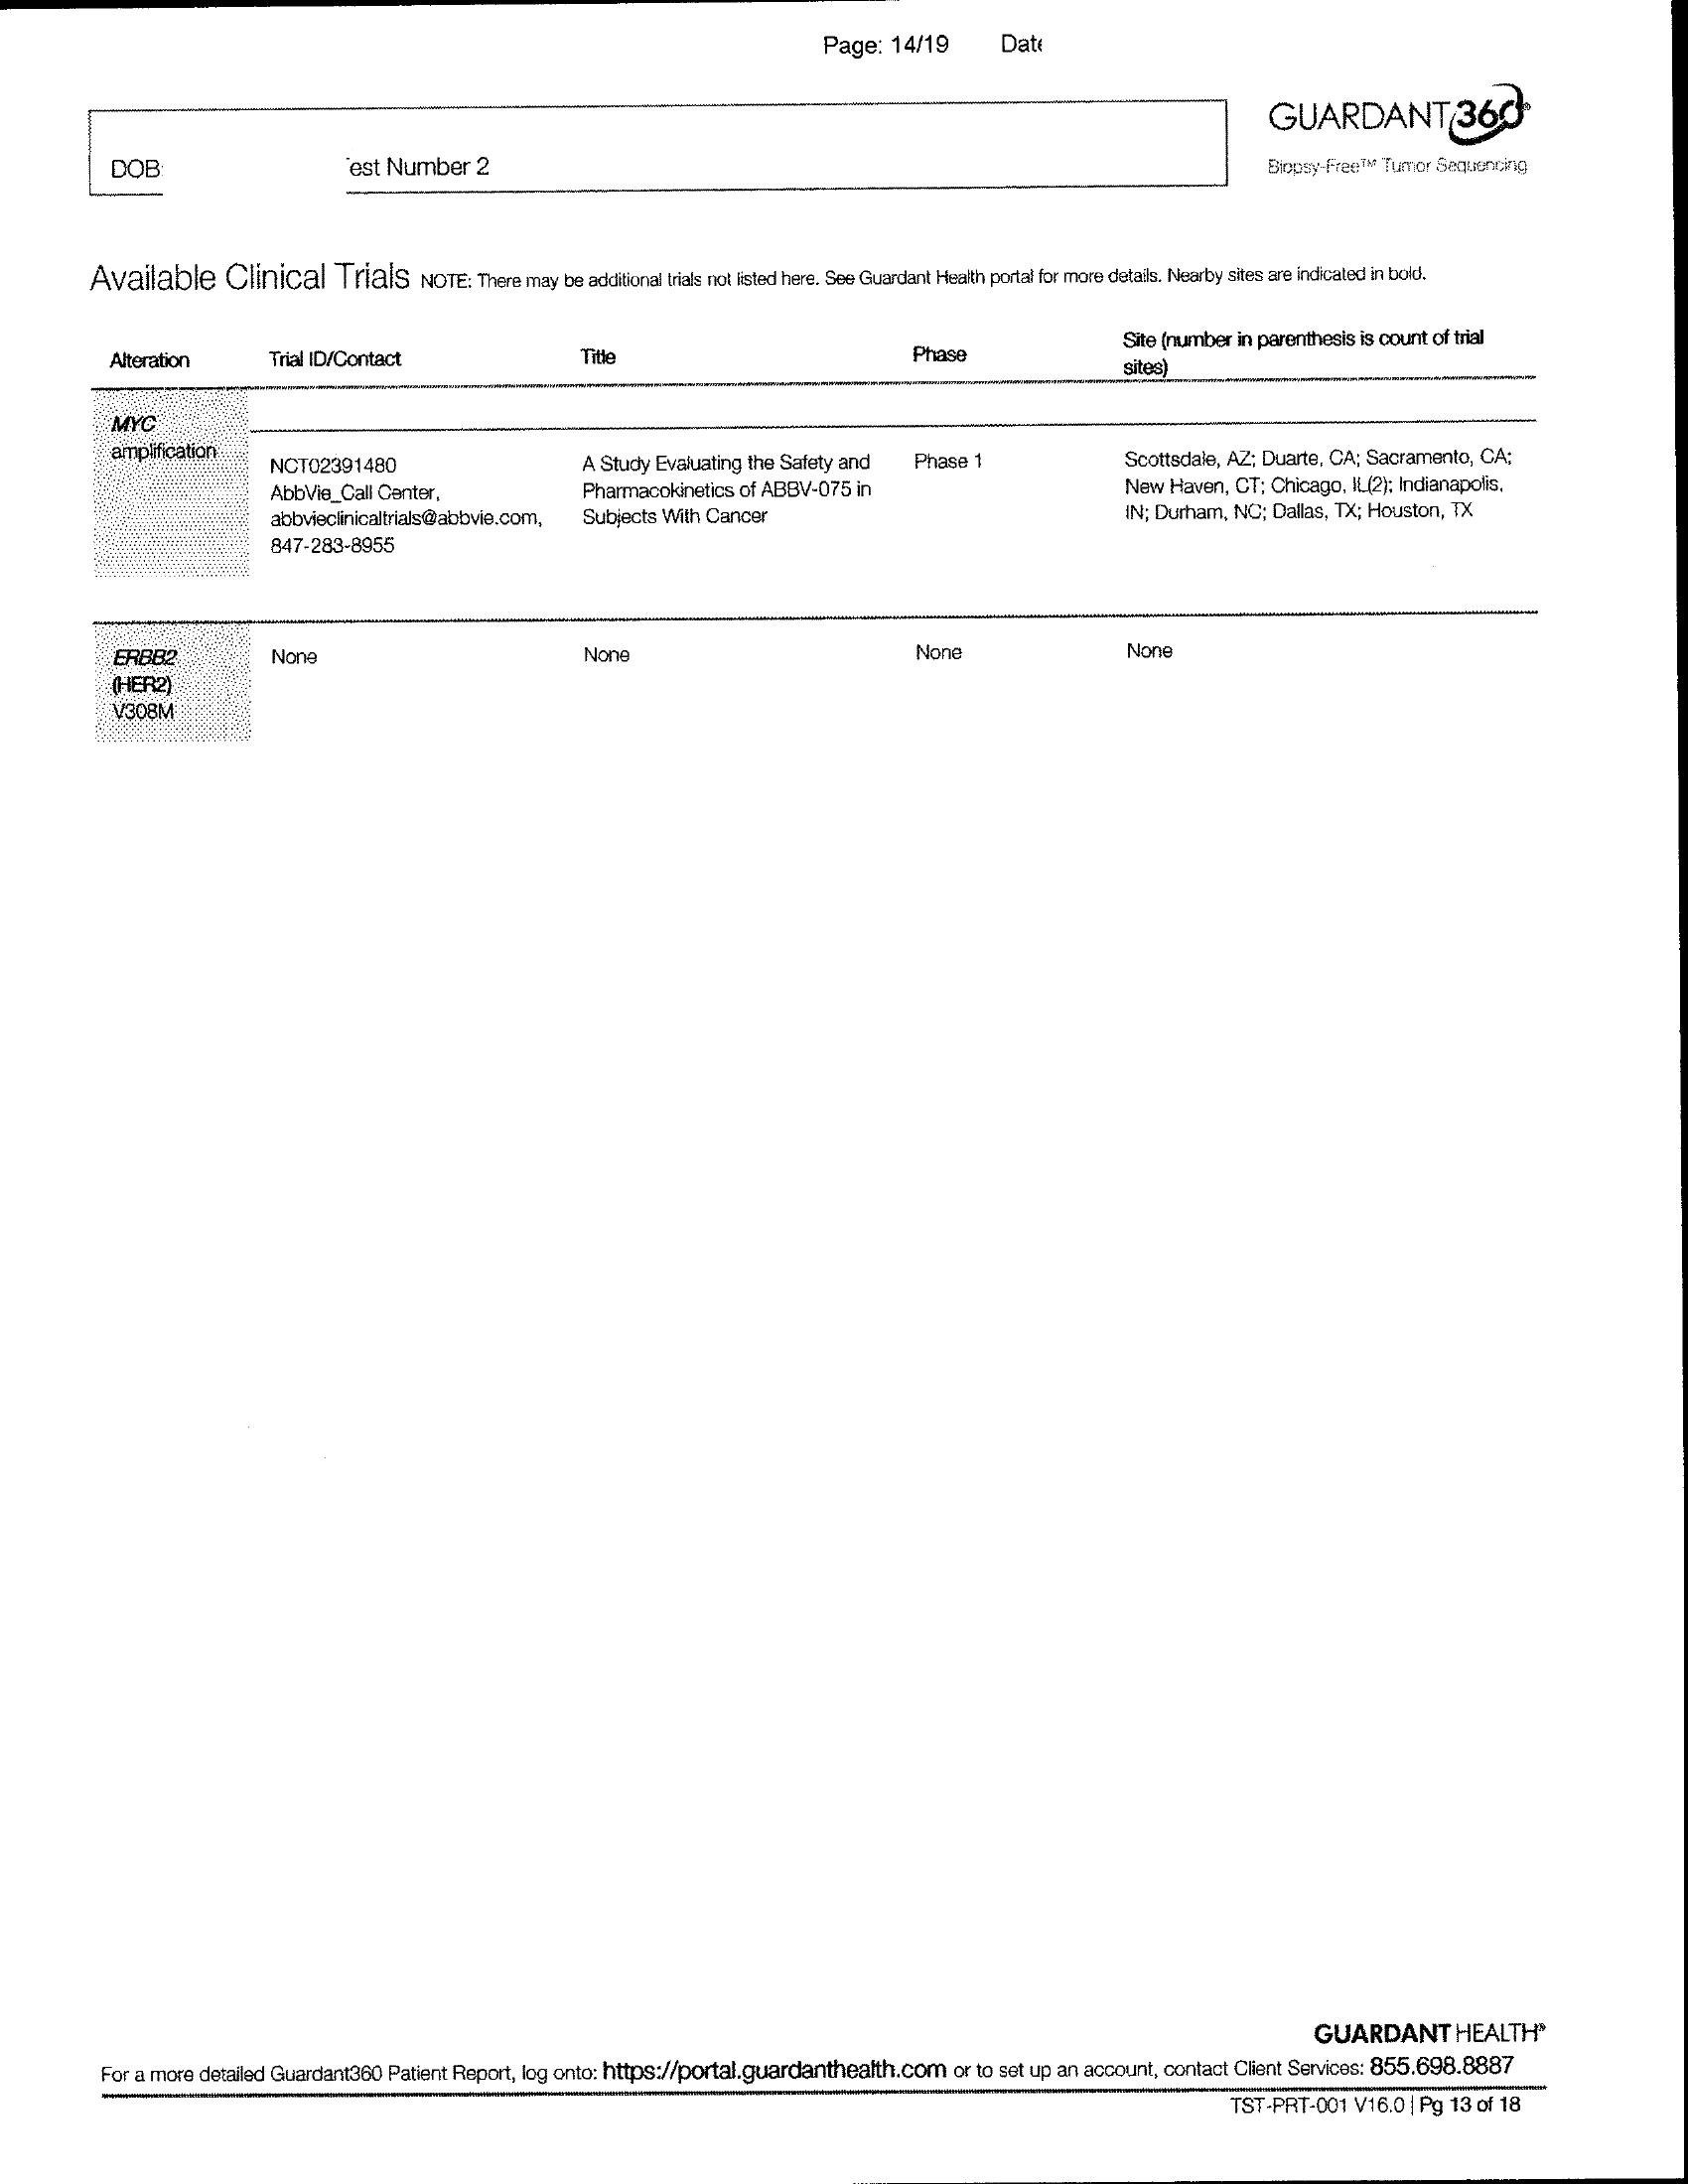 Page: 14/19 Date
GUARDANT360®
DOB: est Number 2
Biopsy-Free™ Tumor Sequencing
Available Clinical Trials NOTE: There may be additional trials not listed here. See Guardant Health portal for more details. Nearby sites are indicated in bold.
Alteration
Trial ID/Contact
Title
Phase
Site (number in parenthesis is count of trial
sites)
MYC
amplification
NCT02391480
AbbVie_Call Center,
abbvieclinicaltrials@abbvie.com,
847-283-8955
A Study Evaluating the Safety and
Pharmacokinetics of ABBV-075 in
Subjects With Cancer
Phase 1
Scottsdale, AZ; Duarte, CA; Sacramento, CA;
New Haven, CT; Chicago, IL(2); Indianapolis,
IN; Durham, NC; Dallas, TX; Houston, TX
ERBB2
(HER2)
V308M
None
None
None
None
GUARDANT HEALTH®
For a more detailed Guardant360 Patient Report, log onto: https://portal.guardanthealth.com or to set up an account, contact Client Services: 855.698.8887
TST-PRT-001 V16.0 | Pg 13 of 18